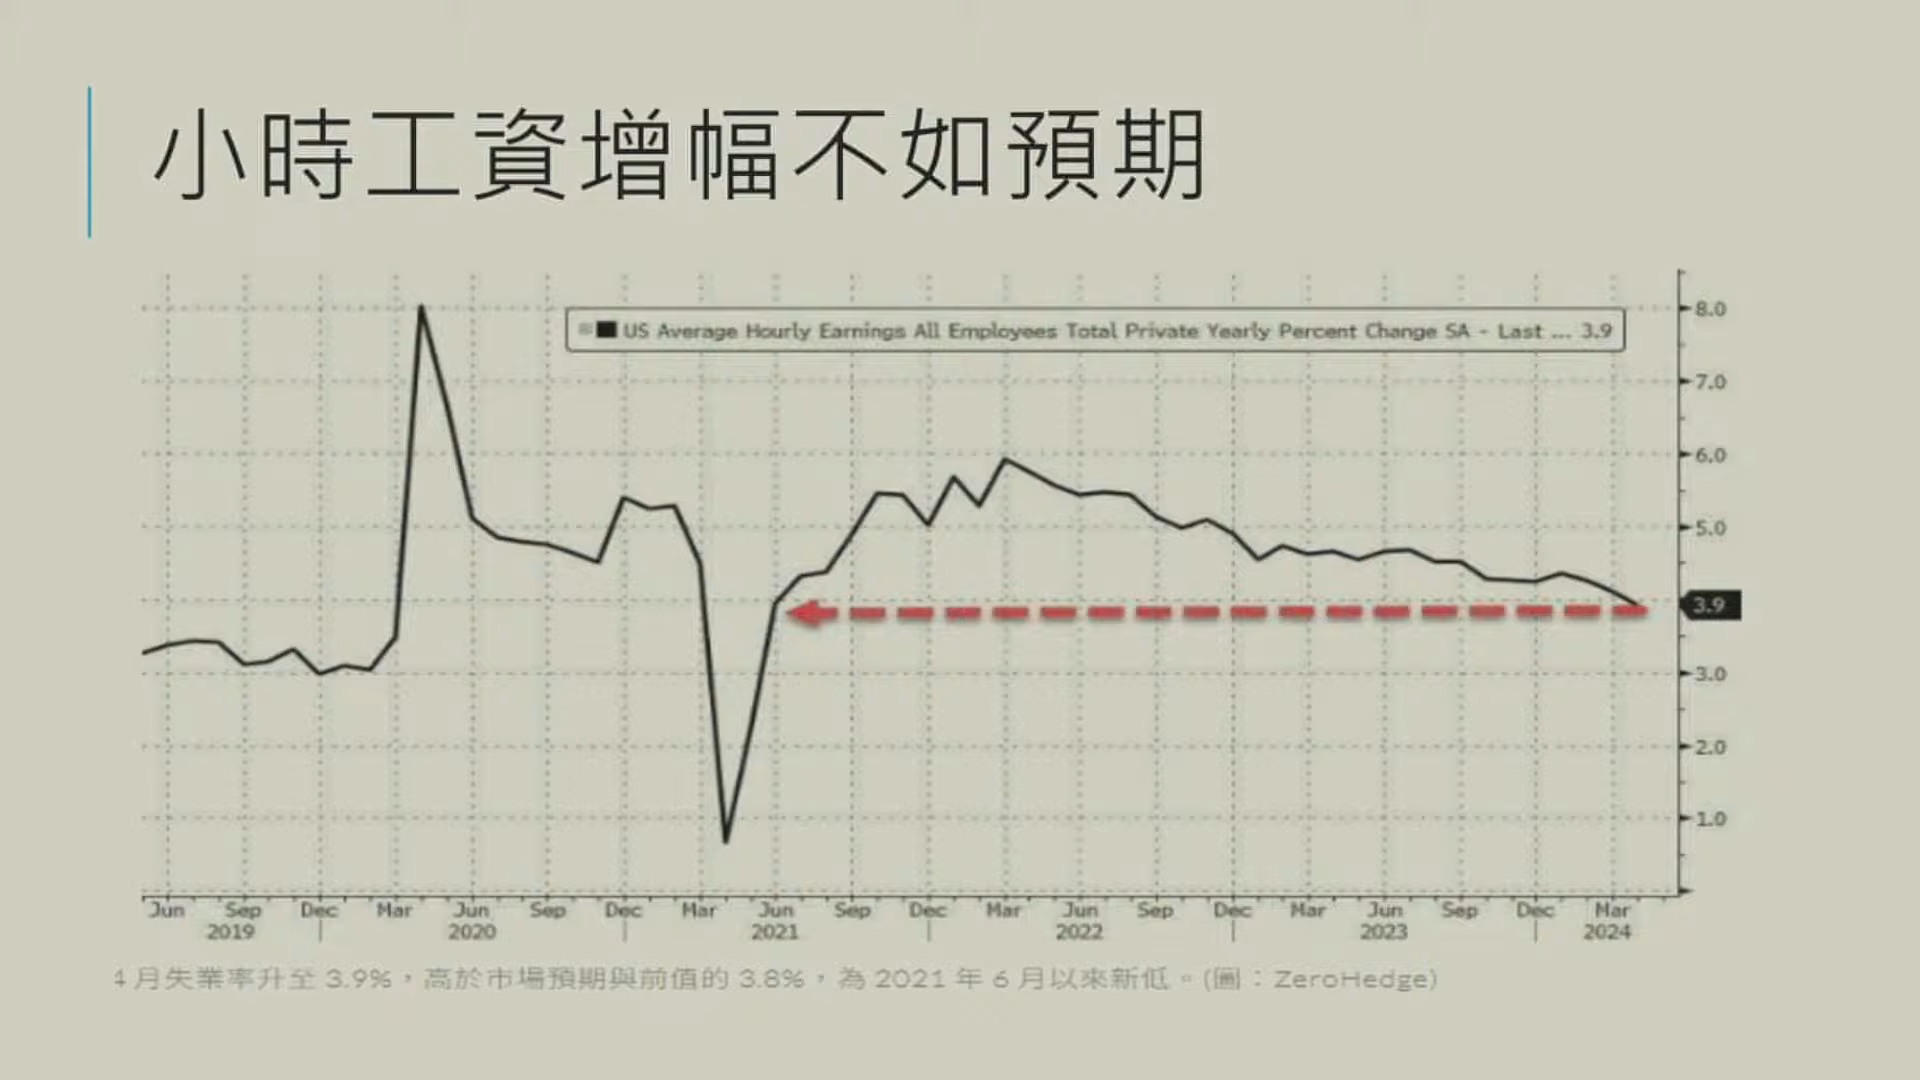 小時工資增幅不如預期
US Average Hourly Earnings All Employees Total Private Yearly Percent Change SA - Last ... 3.9
8.0
7.0
6.0
5.0
3.9
3.0
2.0
1.0
Jun Sep Dec Mar Jun Sep Dec Mar Jun Sep Dec Mar Jun Sep Dec Mar Jun Sep Dec Mar
2019 2020 2021 2022 2023 2024
4 月失業率升至 3.9%，高於市場預期與前值的 3.8%，為 2021 年 6 月以來新低。(圖：ZeroHedge)